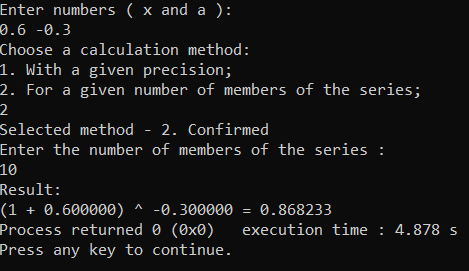 Enter numbers ( x and a ):
0.6 -0.3
Choose a calculation method:
1. With a given precision;
2. For a given number of members of the series;
2
Selected method - 2. Confirmed
Enter the number of members of the series :
10
Result:
(1 + 0.600000) ^ -0.300000 = 0.868233
Process returned 0 (0x0)   execution time : 4.878 s
Press any key to continue.